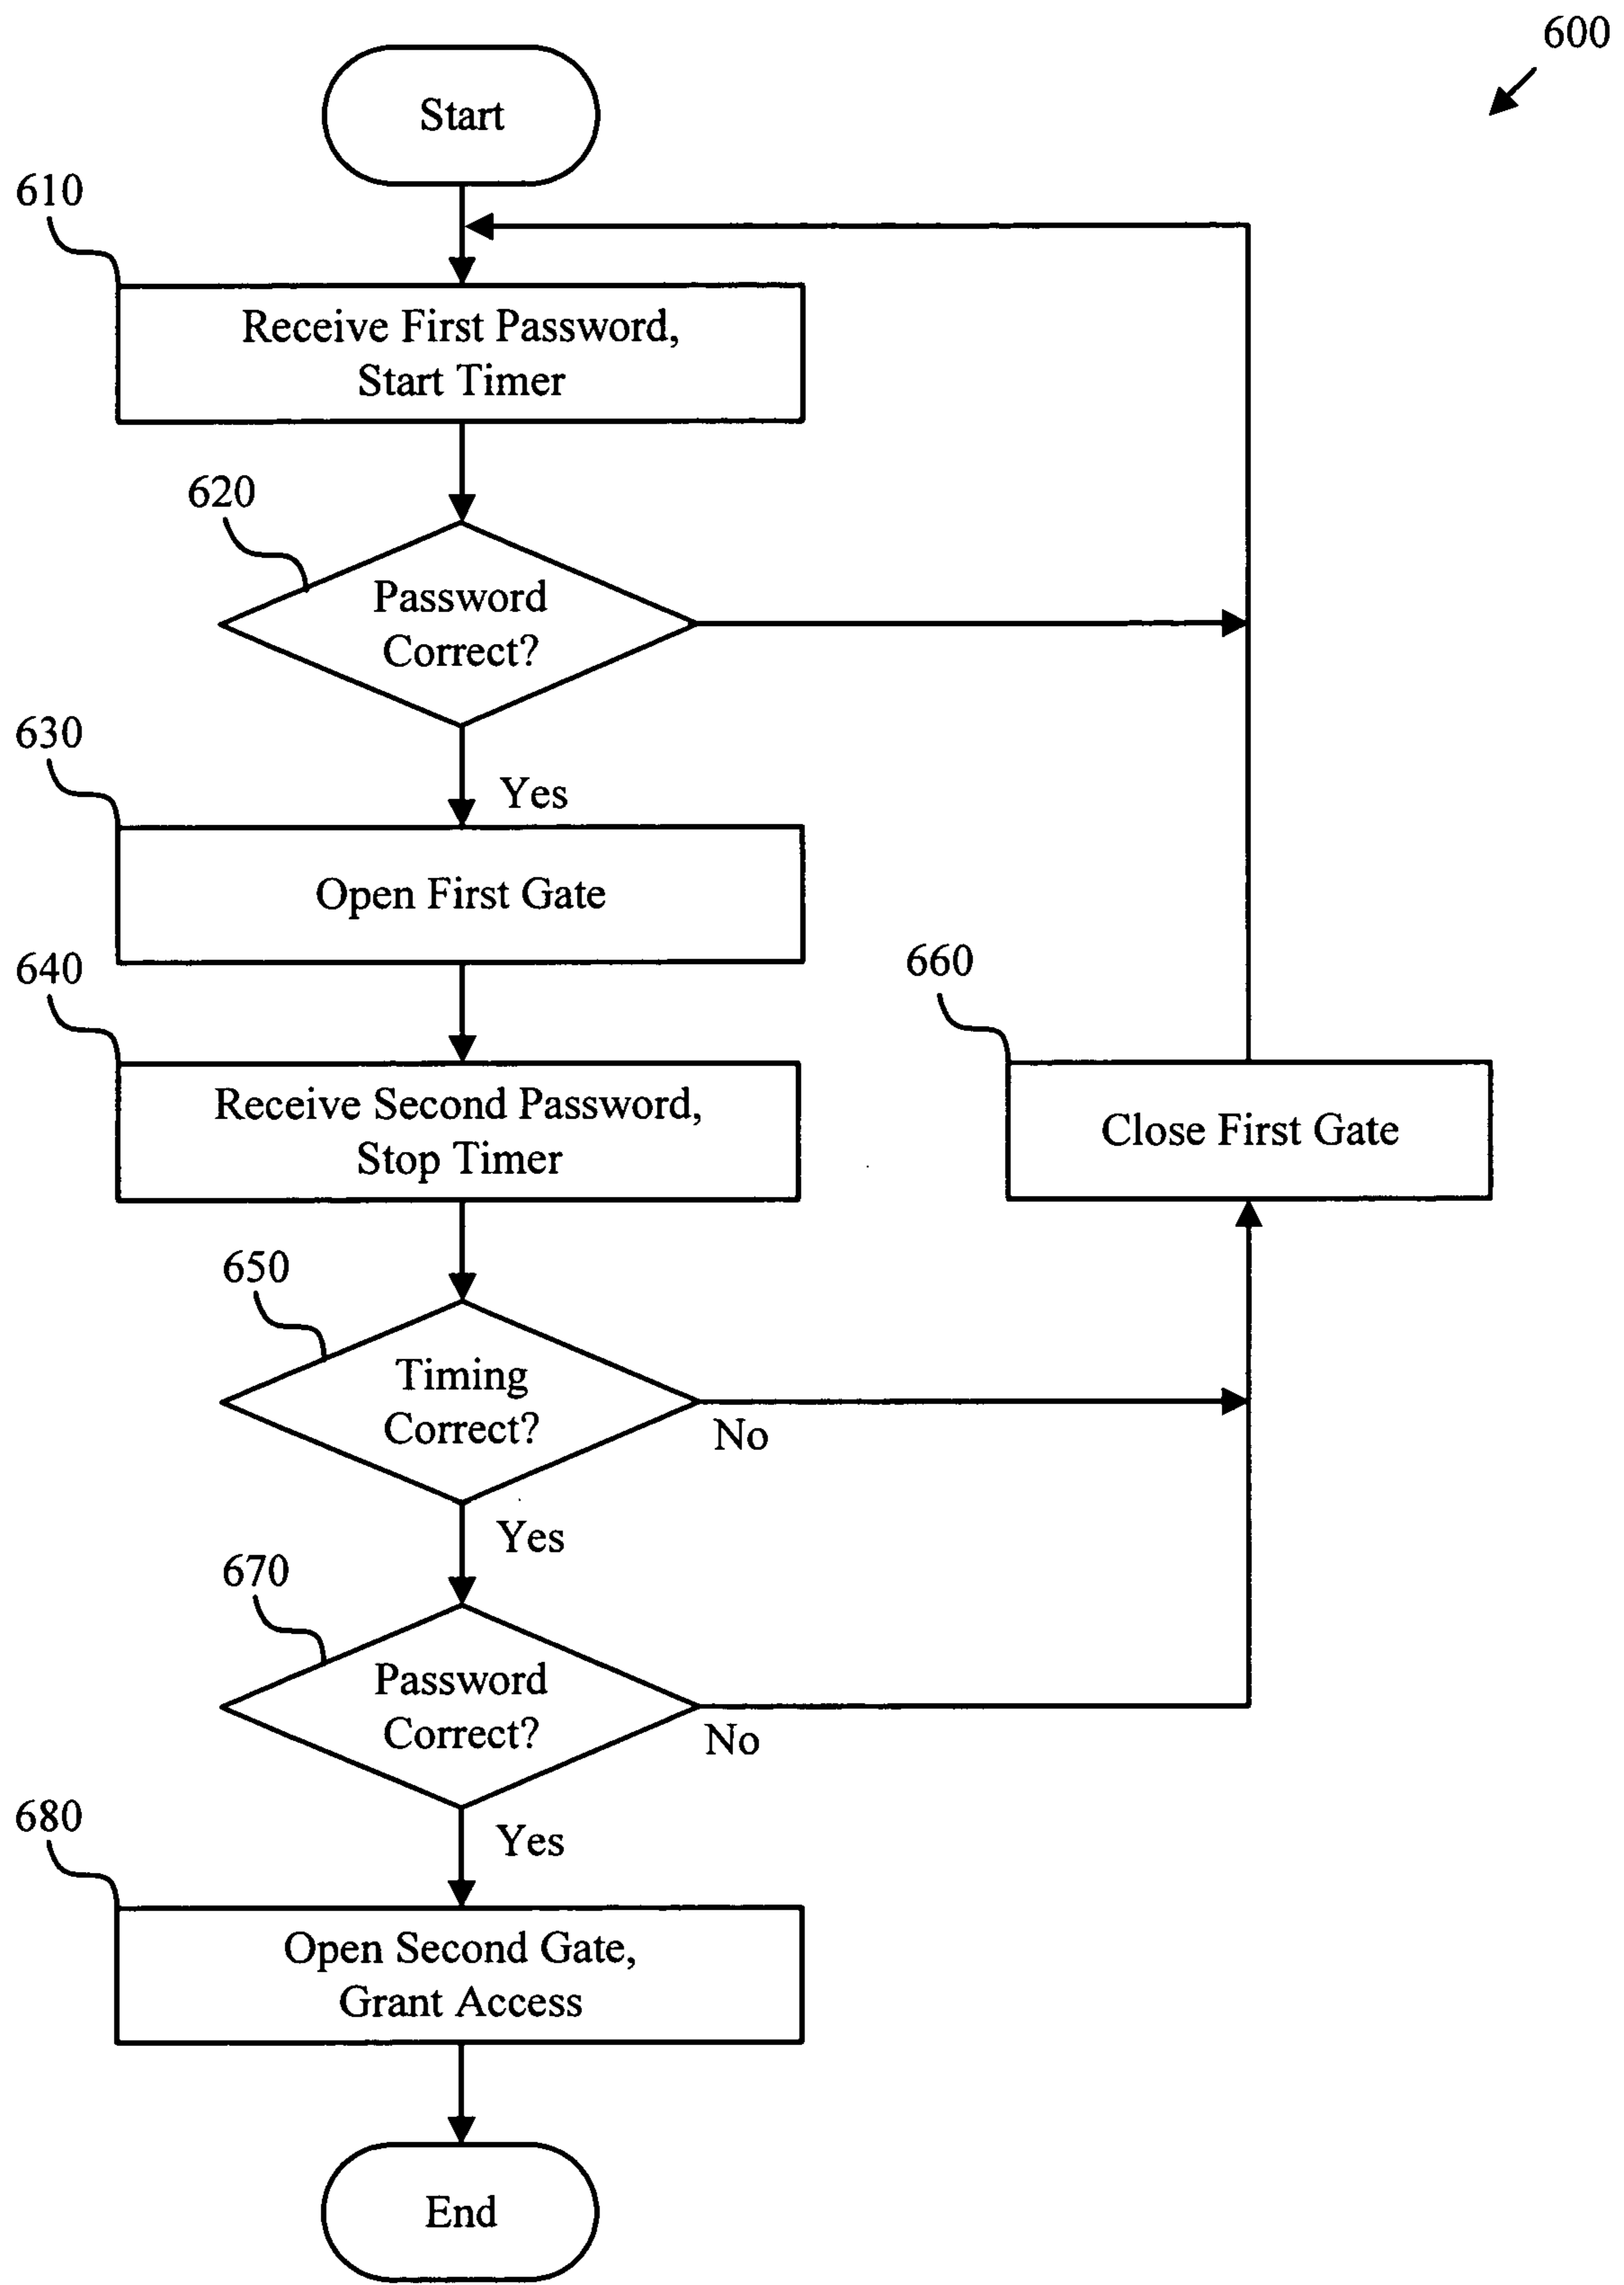 600
Start
610
Receive First Password,
Start Timer
620
Password
Correct?
630
Yes
Open First Gate
640
660
Receive Second Password,
Stop Timer
Close First Gate
650
Timing
Correct?
No
Yes
670
Password
Correct?
No
680
Yes
Open Second Gate,
Grant Access
End